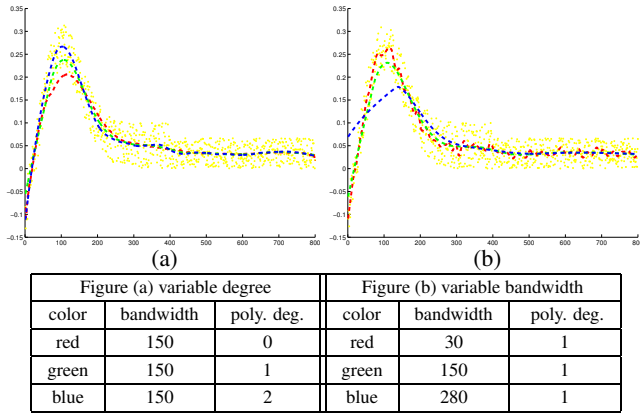 0.35 0.35
0.3 0.3
0.25 0.25
0.2 0.2
0.15 0.15
0.1 0.1
0.05 0.05
0 0
-0.05 -0.05
-0.1 -0.1
-0.15 -0.15
0 100 200 300 400 500 600 700 800 0 100 200 300 400 500 600 700 800
(a) (b)
Figure (a) variable degree Figure (b) variable bandwidth
color bandwidth poly. deg. color bandwidth poly. deg.
red 150 0 red 30 1
green 150 1 green 150 1
blue 150 2 blue 280 1